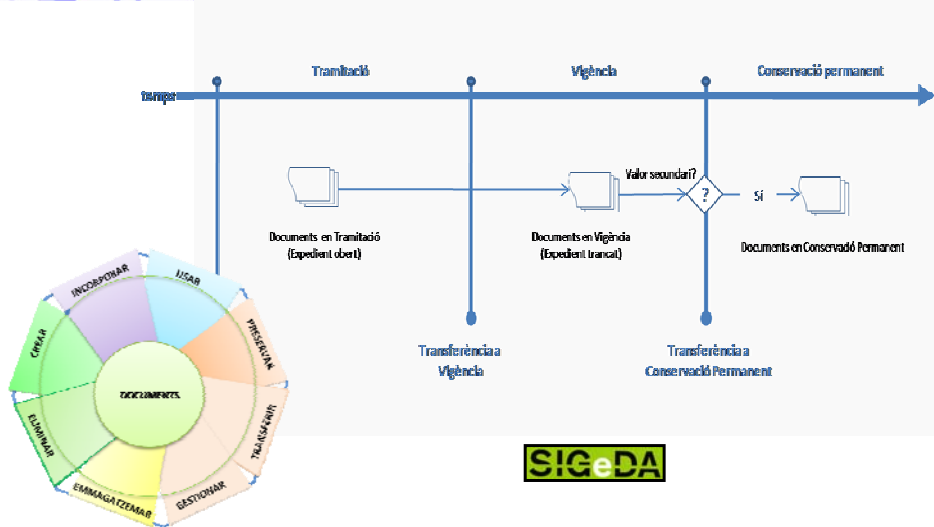 Tramitació
Vigència
Conservació permanent
temps
Valor secundari?
?
Sí
Documents en Tramitació
(Expedient obert)
Documents en Vigència
(Expedient trancat)
Documents en Conservació Permanent
Transferència a
Vigència
Transferència a
Conservació Permanent
INCORPORAR
USAR
PRESERVAR
TRANSFERIR
GESTIONAR
EMMAGATZEMAR
ELIMINAR
CREAR
DOCUMENTS
SIGeDA